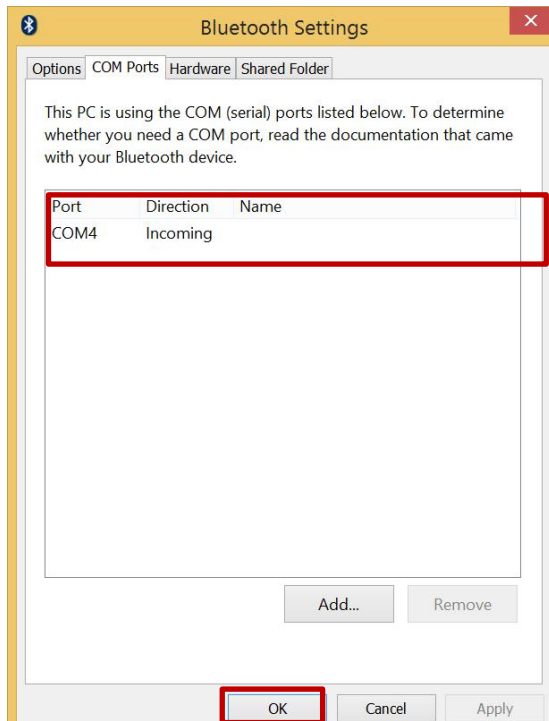 Bluetooth Settings
Options COM Ports Hardware Shared Folder
This PC is using the COM (serial) ports listed below. To determine
whether you need a COM port, read the documentation that came
with your Bluetooth device.
Port Direction Name
COM4 Incoming
Add... Remove
OK Cancel Apply